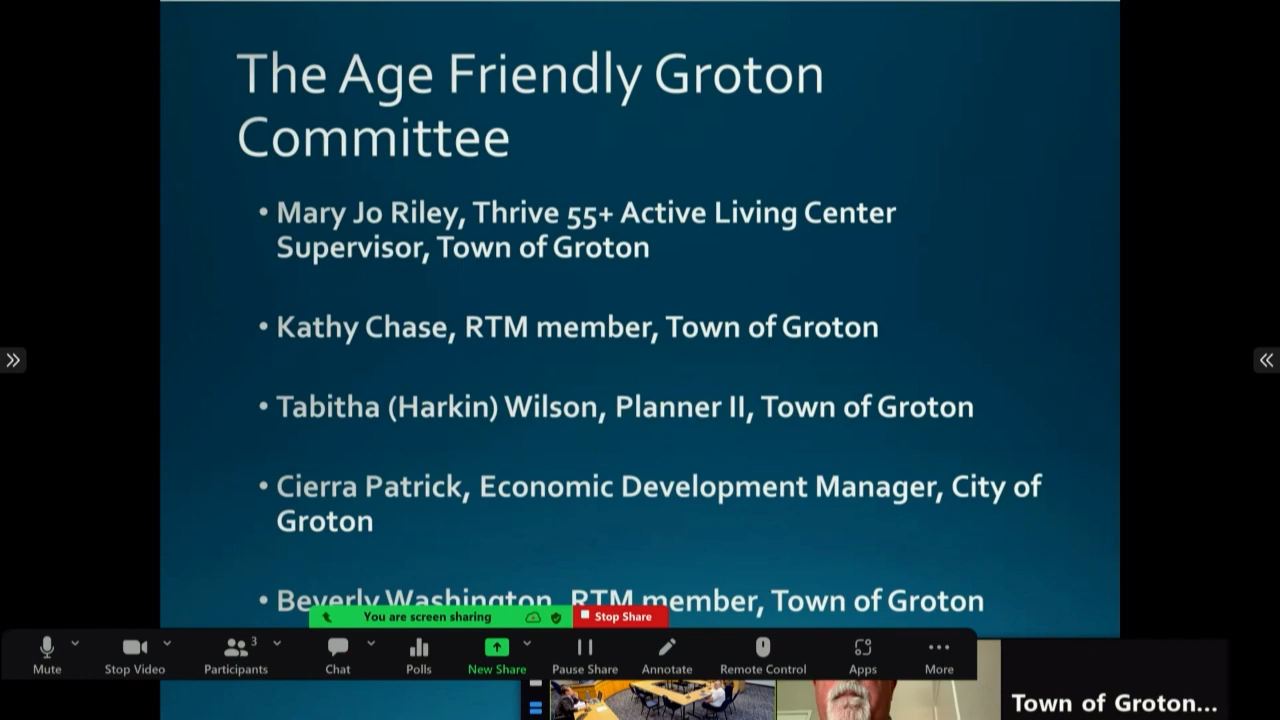 The Age Friendly Groton
Committee
• Mary Jo Riley, Thrive 55+ Active Living Center
Supervisor, Town of Groton
• Kathy Chase, RTM member, Town of Groton
• Tabitha (Harkin) Wilson, Planner II, Town of Groton
• Cierra Patrick, Economic Development Manager, City of
Groton
• Beverly Washington, RTM member, Town of Groton
You are screen sharing Stop Share
3
Mute Stop Video Participants Chat Polls New Share Pause Share Annotate Remote Control Apps More
Town of Groton...